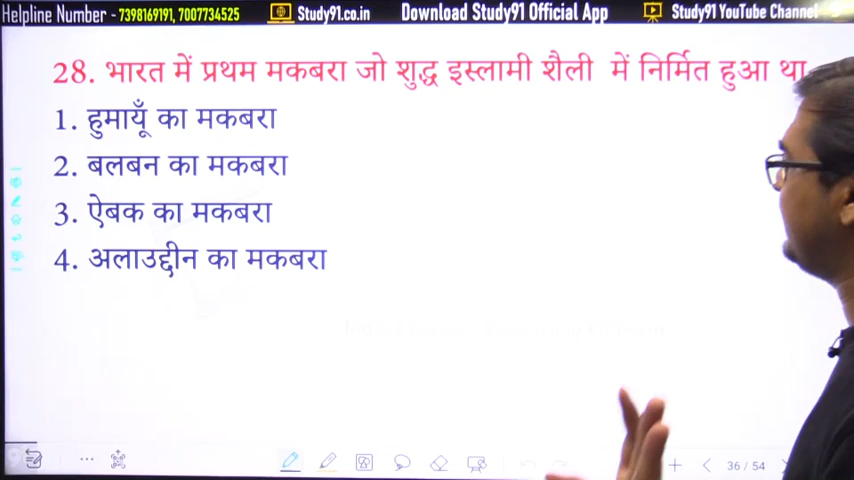 Helpline Number - 7398169191, 7007734525 Study91.co.in Download Study91 Official App Study91 YouTube Channel
28. भारत में प्रथम मकबरा जो शुद्ध इस्लामी शैली में निर्मित हुआ था
1. हुमायूँ का मकबरा
2. बलबन का मकबरा
3. ऐबक का मकबरा
4. अलाउद्दीन का मकबरा
36 / 54